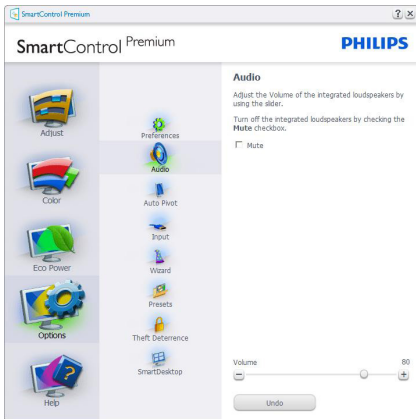 SmartControl Premium
SmartControl Premium
PHILIPS
Adjust
Color
Eco Power
Options
Help
Preferences
Audio
Auto Pivot
Input
Wizard
Presets
Theft Deterrence
SmartDesktop
Audio
Adjust the Volume of the integrated loudspeakers by
using the slider.
Turn off the integrated loudspeakers by checking the
Mute checkbox.
Mute
Volume 80
Undo